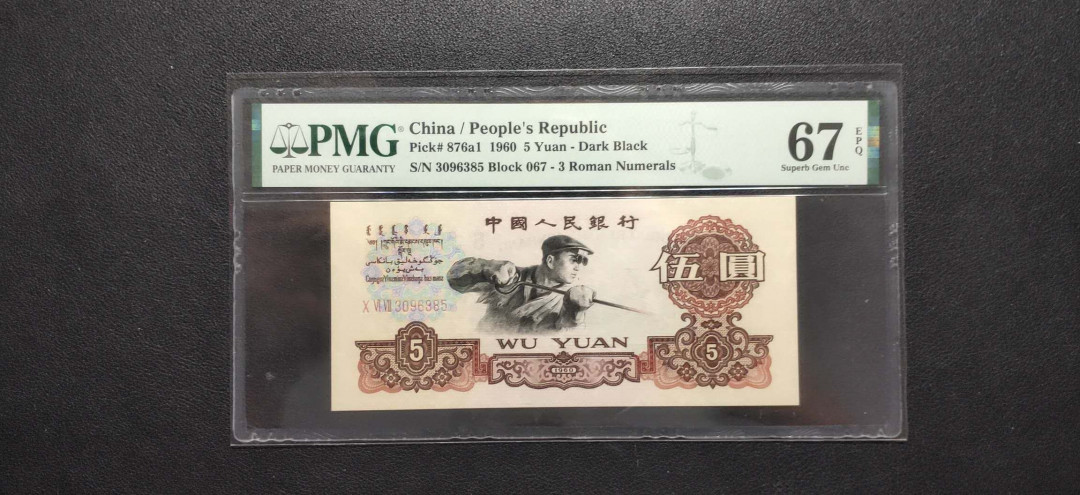 PMG
PAPER MONEY GUARANTY
China / People's Republic
Pick# 876a1 1960 5 Yuan - Dark Black
S/N 3096385 Block 067 - 3 Roman Numerals
67
EPQ
Superb Gem Unc
中國人民銀行
伍圓
X VI VII 3096385
5
WU YUAN
1960
5